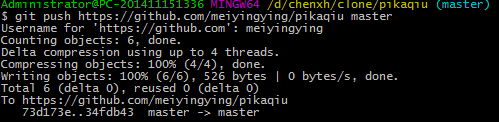 Administrator@PC-201411151336 MINGW64 /d/chenxh/clone/pikaqiu (master)
$ git push https://github.com/meiyingying/pikaqiu master
Username for 'https://github.com': meiyingying
Counting objects: 6, done.
Delta compression using up to 4 threads.
Compressing objects: 100% (4/4), done.
Writing objects: 100% (6/6), 526 bytes | 0 bytes/s, done.
Total 6 (delta 0), reused 0 (delta 0)
To https://github.com/meiyingying/pikaqiu
   73d173e..34fdb43  master -> master